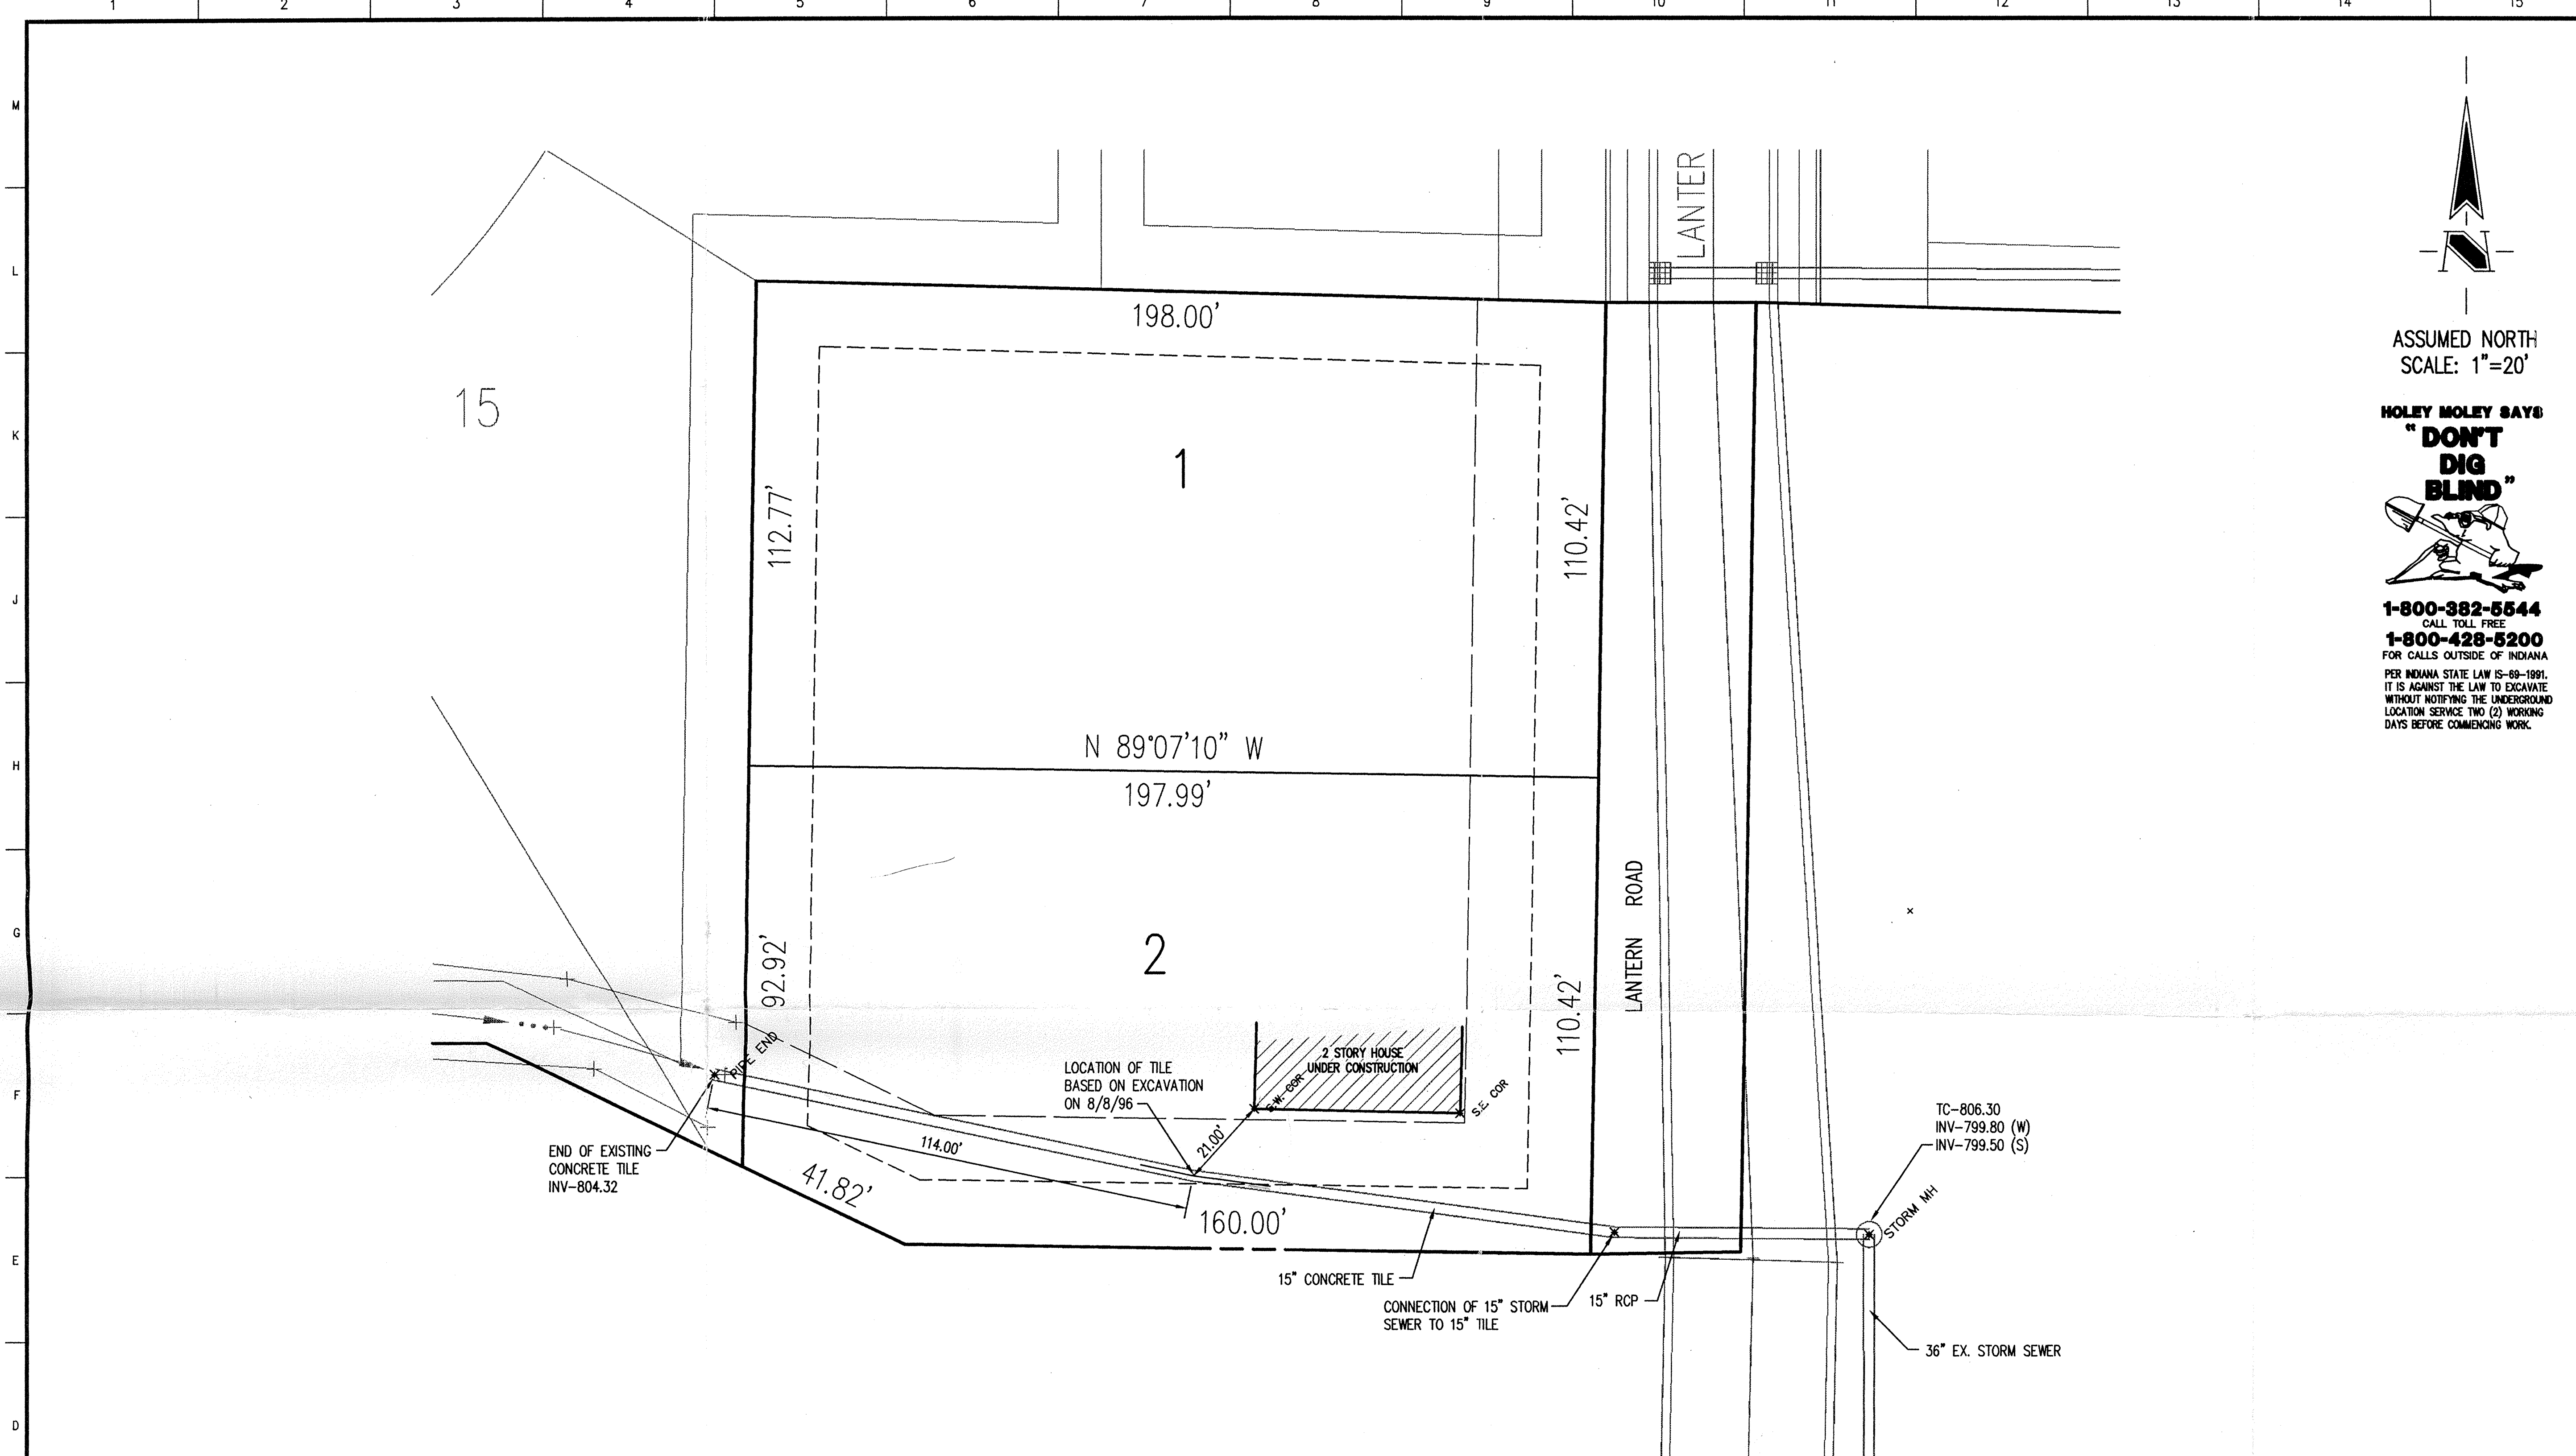 1 2 3 4 5 6 7 8 9 10 11 12 13 14 15
M
L
K
J
H
G
F
E
D
LANTER
198.00'
15
1
112.77'
110.42'
N 89°07'10" W
197.99'
2
92.92'
110.42'
LANTERN ROAD
PIPE END
LOCATION OF TILE
BASED ON EXCAVATION
ON 8/8/96
2 STORY HOUSE
UNDER CONSTRUCTION
S.W. COR
S.E. COR
21.00'
114.00'
END OF EXISTING
CONCRETE TILE
INV-804.32
41.82'
160.00'
TC-806.30
INV-799.80 (W)
INV-799.50 (S)
STORM MH
15" CONCRETE TILE
CONNECTION OF 15" STORM
SEWER TO 15" TILE
15" RCP
36" EX. STORM SEWER
N
ASSUMED NORTH
SCALE: 1"=20'
HOLEY MOLEY SAYS
"DON'T
DIG
BLIND"
1-800-382-5544
CALL TOLL FREE
1-800-428-5200
FOR CALLS OUTSIDE OF INDIANA
PER INDIANA STATE LAW IS-69-1991.
IT IS AGAINST THE LAW TO EXCAVATE
WITHOUT NOTIFYING THE UNDERGROUND
LOCATION SERVICE TWO (2) WORKING
DAYS BEFORE COMMENCING WORK.